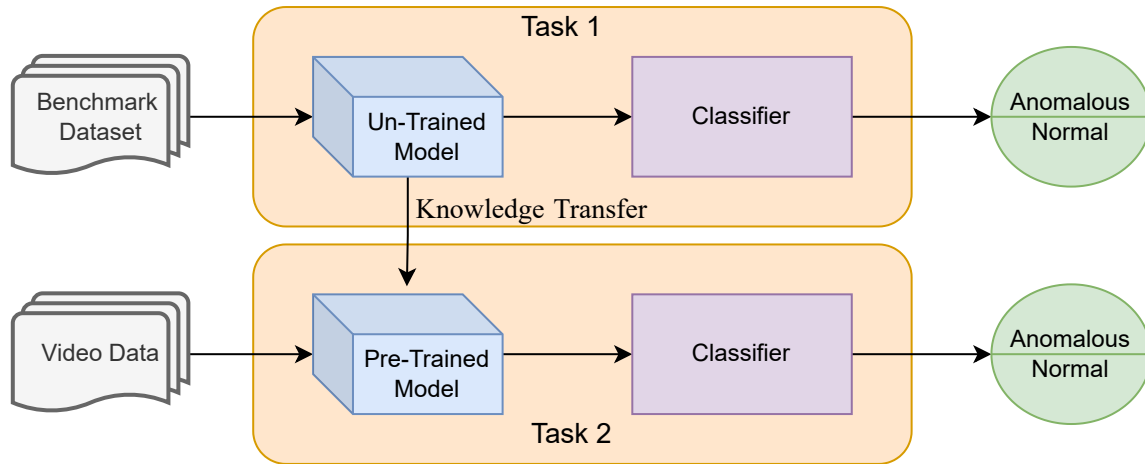 Task 1
Benchmark
Dataset
Un-Trained
Model
Classifier
Anomalous
Normal
Knowledge Transfer
Video Data
Pre-Trained
Model
Classifier
Anomalous
Normal
Task 2